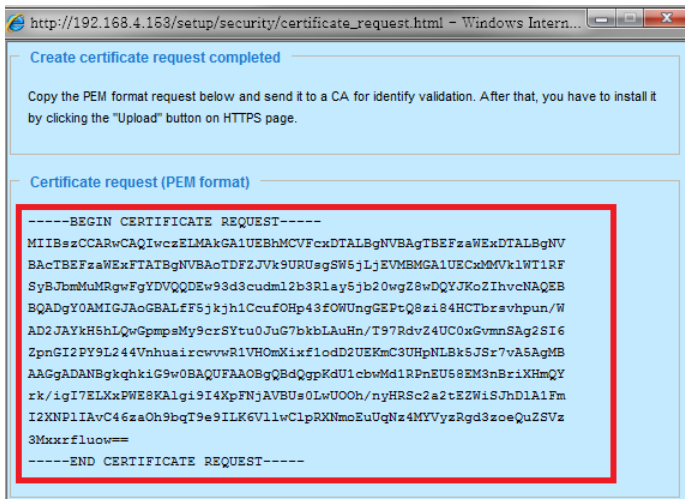 http://192.168.4.153/setup/security/certificate_request.html - Windows Intern...
Create certificate request completed
Copy the PEM format request below and send it to a CA for identify validation. After that, you have to install it
by clicking the "Upload" button on HTTPS page.
Certificate request (PEM format)
-----BEGIN CERTIFICATE REQUEST-----
MIIBszCCARwCAQIwczELMAkGA1UEBhMCVFcxDTALBgNVBAgTBEFzaWExDTALBgNV
BAcTBEFzaWExFTATBgNVBAoTDFZJVk9URUsgSW5jLjEVMBMGA1UECxMMVklWT1RF
SyBJbmMuMRgwFgYDVQQDEw93d3cudml2b3Rlay5jb20wgZ8wDQYJKoZIhvcNAQEB
BQADgY0AMIGJAoGBALfF5jkjh1CcufOHp43fOWUngGEPtQ8zi84HCTbrsvhpun/W
AD2JAYkH5hLQwGpmpsMy9crSYtu0JuG7bkbLAuHn/T97RdvZ4UC0xGvmnSAg2SI6
ZpnGI2PY9L244VnhuaircwvwR1VHOmXixf1odD2UEKmC3UHpNLBk5JSr7vA5AgMB
AAGgADANBgkqhkiG9w0BAQUFAAOBgQBdQgpKdU1cbwMd1RPnEU58EM3nBriXHmQY
rk/igI7ELXxPWE8KAlgi9I4XpFNjAVBUs0LwUOOh/nyHRSc2a2tEZWiSJhDlA1Fm
I2XNPlIAvC46zaOh9bqT9e9ILK6VllwClpRXNmoEuUqNz4MYVyzRgd3zoeQuZSVz
3Mxxrfluow==
-----END CERTIFICATE REQUEST-----